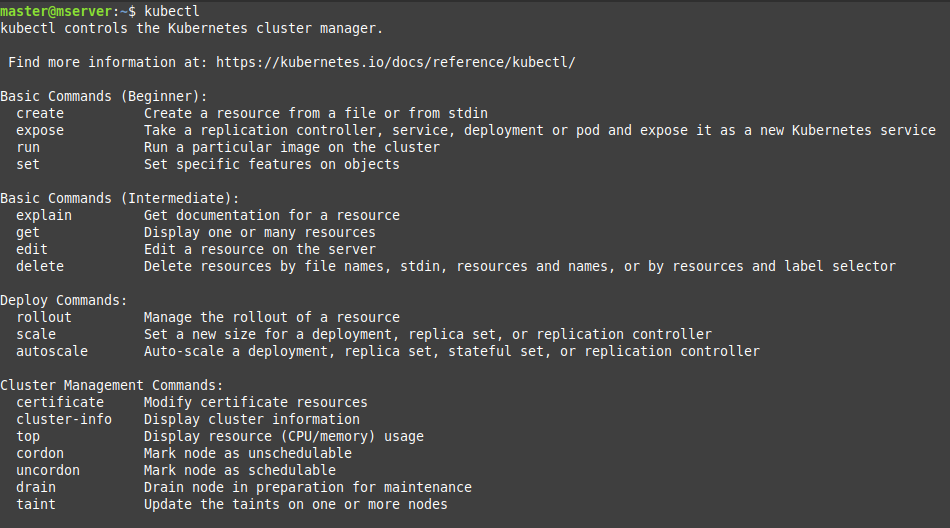 master@mserver:~$ kubectl
kubectl controls the Kubernetes cluster manager.
Find more information at: https://kubernetes.io/docs/reference/kubectl/
Basic Commands (Beginner):
create Create a resource from a file or from stdin
expose Take a replication controller, service, deployment or pod and expose it as a new Kubernetes service
run Run a particular image on the cluster
set Set specific features on objects
Basic Commands (Intermediate):
explain Get documentation for a resource
get Display one or many resources
edit Edit a resource on the server
delete Delete resources by file names, stdin, resources and names, or by resources and label selector
Deploy Commands:
rollout Manage the rollout of a resource
scale Set a new size for a deployment, replica set, or replication controller
autoscale Auto-scale a deployment, replica set, stateful set, or replication controller
Cluster Management Commands:
certificate Modify certificate resources
cluster-info Display cluster information
top Display resource (CPU/memory) usage
cordon Mark node as unschedulable
uncordon Mark node as schedulable
drain Drain node in preparation for maintenance
taint Update the taints on one or more nodes